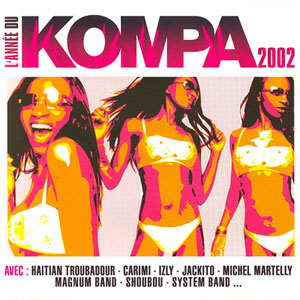 L'ANNÉE DU
KOMPA
2002
AVEC : HAITIAN TROUBADOUR - CARIMI - IZLY - JACKITO - MICHEL MARTELLY
MAGNUM BAND - SHOUBOU - SYSTEM BAND ...